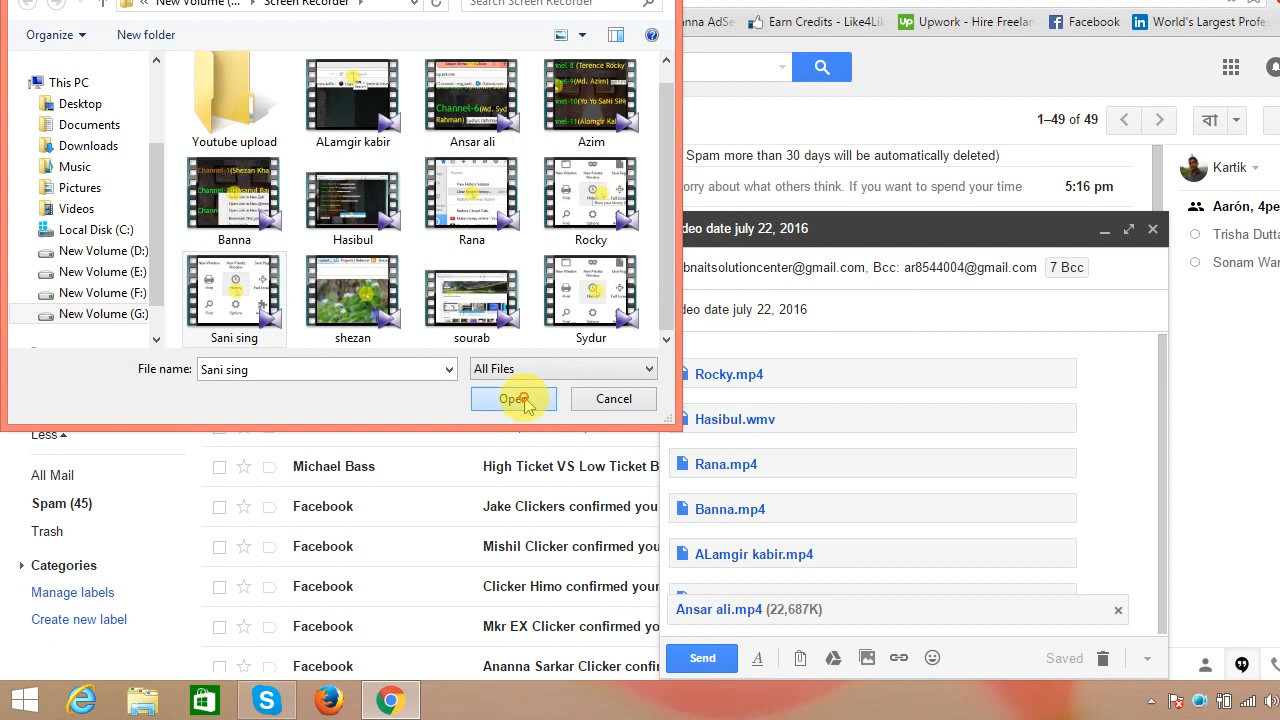 New Volume (... Screen Recorder
Search Screen Recorder
Organize New folder
This PC
Desktop
Documents
Downloads
Music
Pictures
Local Disk (C:)
New Volume (D:)
New Volume (E:)
New Volume (F:)
New Volume (G:)
Youtube upload
ALamgir kabir
Ansar ali
Azim
Banna
Hasibul
Rana
Rocky
Sani sing
shezan
sourab
Sydur
File name: Sani sing All Files
Open Cancel
nna AdSe Earn Credits - Like4Lik Upwork - Hire Freelan Facebook World's Largest Profe
1–49 of 49 বা
Spam more than 30 days will be automatically deleted)
orry about what others think. If you want to spend your time 5:16 pm
deo date july 22, 2016
bnaitsolutioncenter@gmail.com, Bcc: ar8544004@gmail.com 7 Bcc
deo date july 22, 2016
Rocky.mp4
Hasibul.wmv
Rana.mp4
Banna.mp4
ALamgir kabir.mp4
Ansar ali.mp4 (22,687K)
Send Saved
Kartik
Aarón, 4pe
Trisha Dutta
Sonam Wan
Less
All Mail
Spam (45)
Trash
Categories
Manage labels
Create new label
Michael Bass High Ticket VS Low Ticket B
Facebook Jake Clickers confirmed you
Facebook Mishil Clicker confirmed you
Facebook Clicker Himo confirmed your
Facebook Mkr EX Clicker confirmed yo
Facebook Ananna Sarkar Clicker confi